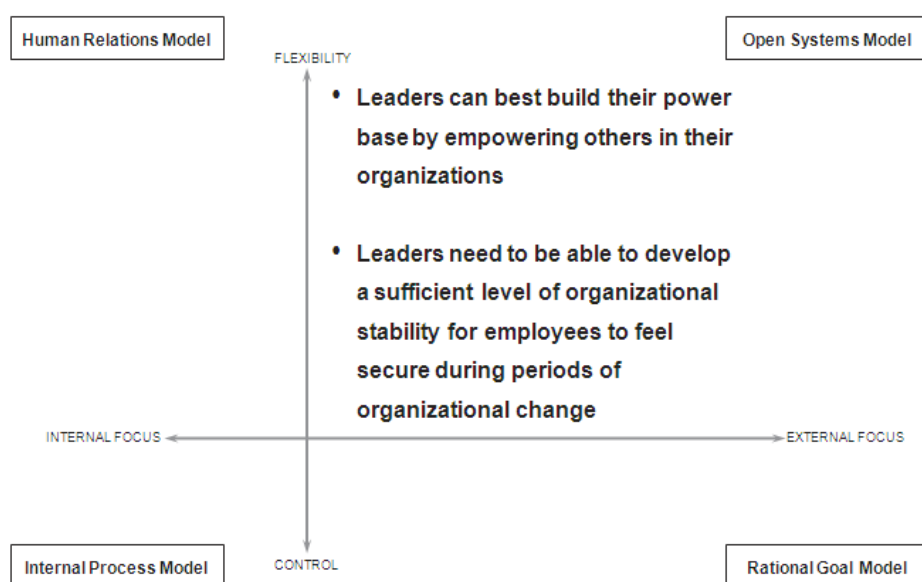 Human Relations Model
Open Systems Model
FLEXIBILITY
• Leaders can best build their power
base by empowering others in their
organizations
• Leaders need to be able to develop
a sufficient level of organizational
stability for employees to feel
secure during periods of
organizational change
INTERNAL FOCUS
EXTERNAL FOCUS
Internal Process Model
CONTROL
Rational Goal Model